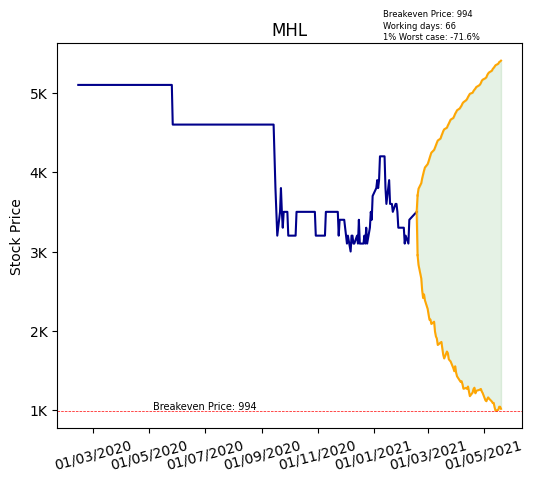 Breakeven Price: 994
Working days: 66
1% Worst case: -71.6%
MHL
Stock Price
5K
4K
3K
2K
1K
Breakeven Price: 994
01/03/2020
01/05/2020
01/07/2020
01/09/2020
01/11/2020
01/01/2021
01/03/2021
01/05/2021